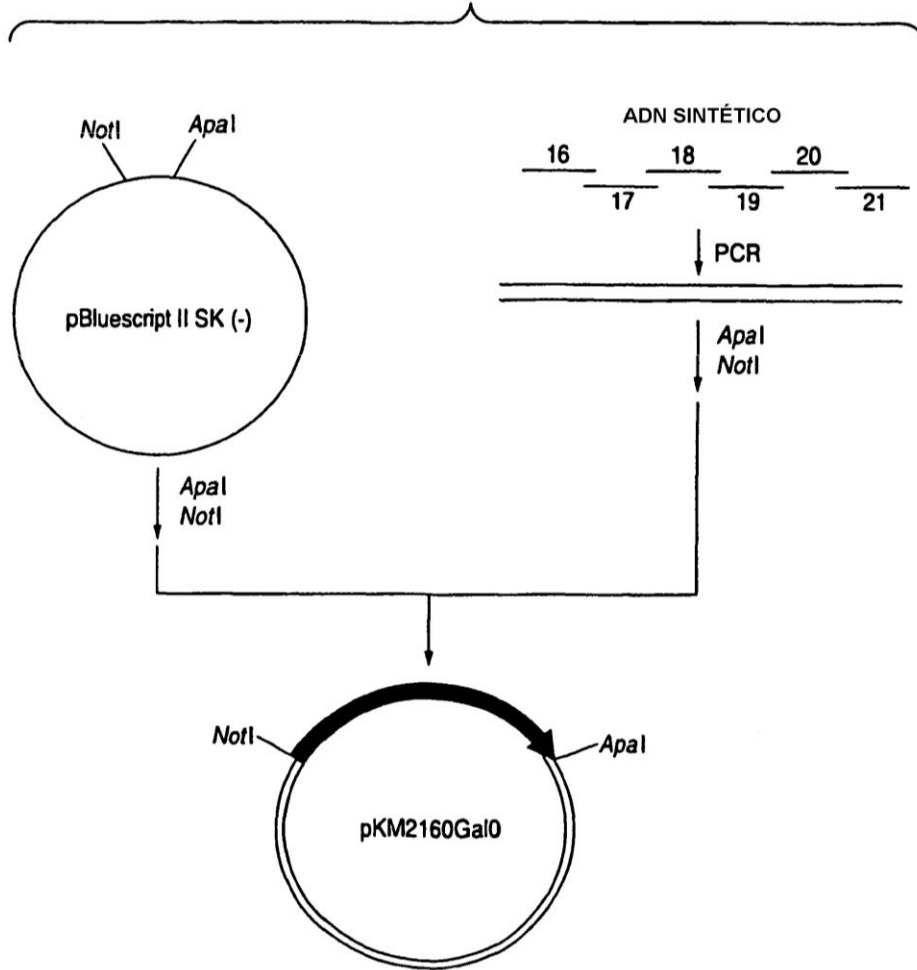 NotI
ApaI
pBluescript II SK (-)
ApaI
NotI
ADN SINTÉTICO
16
18
20
17
19
21
PCR
ApaI
NotI
NotI
ApaI
pKM2160Gal0